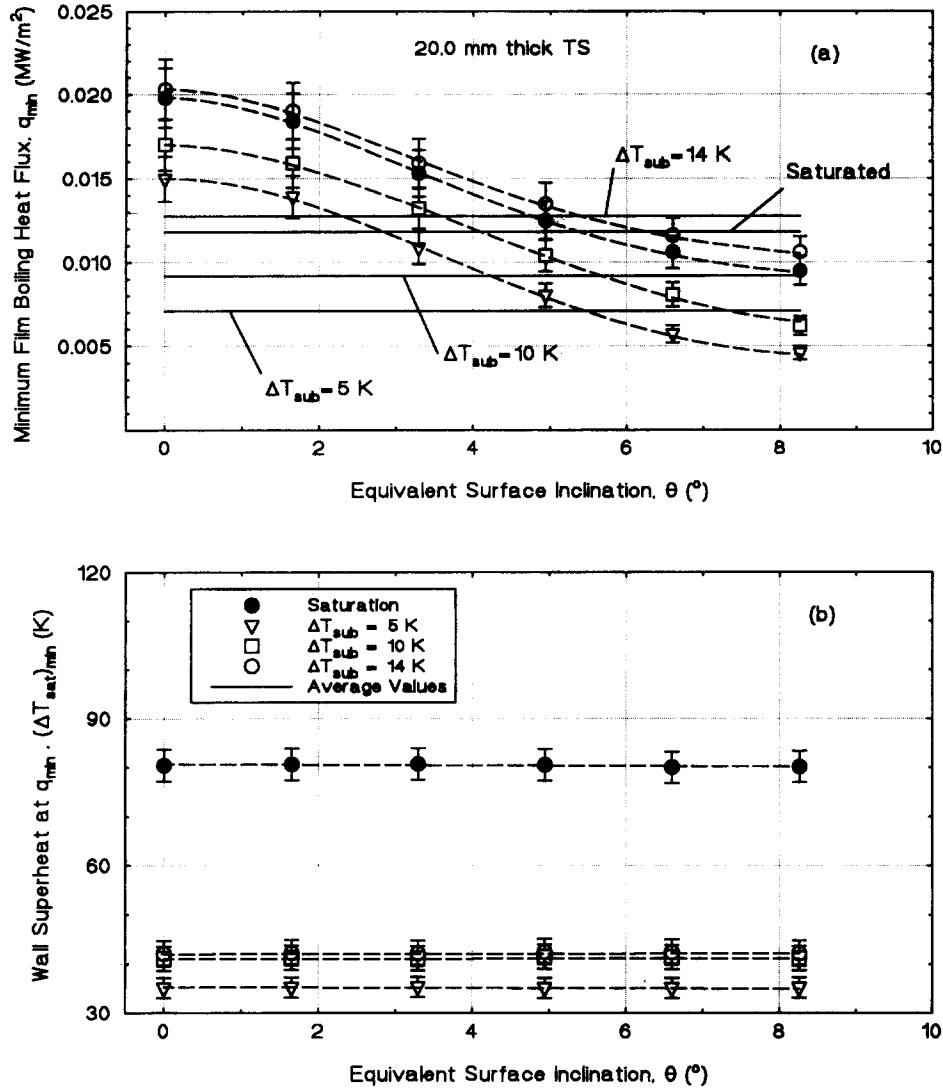 Minimum Film Boiling Heat Flux, q_min (MW/m²)
0.025
0.020
0.015
0.010
0.005
20.0 mm thick TS
(a)
ΔT_sub = 14 K
Saturated
ΔT_sub = 10 K
ΔT_sub = 5 K
0 2 4 6 8 10
Equivalent Surface Inclination, θ (°)
Wall Superheat at q_min, (ΔT_sat)_min (K)
120
90
60
30
(b)
Saturation
ΔT_sub = 5 K
ΔT_sub = 10 K
ΔT_sub = 14 K
Average Values
0 2 4 6 8 10
Equivalent Surface Inclination, θ (°)